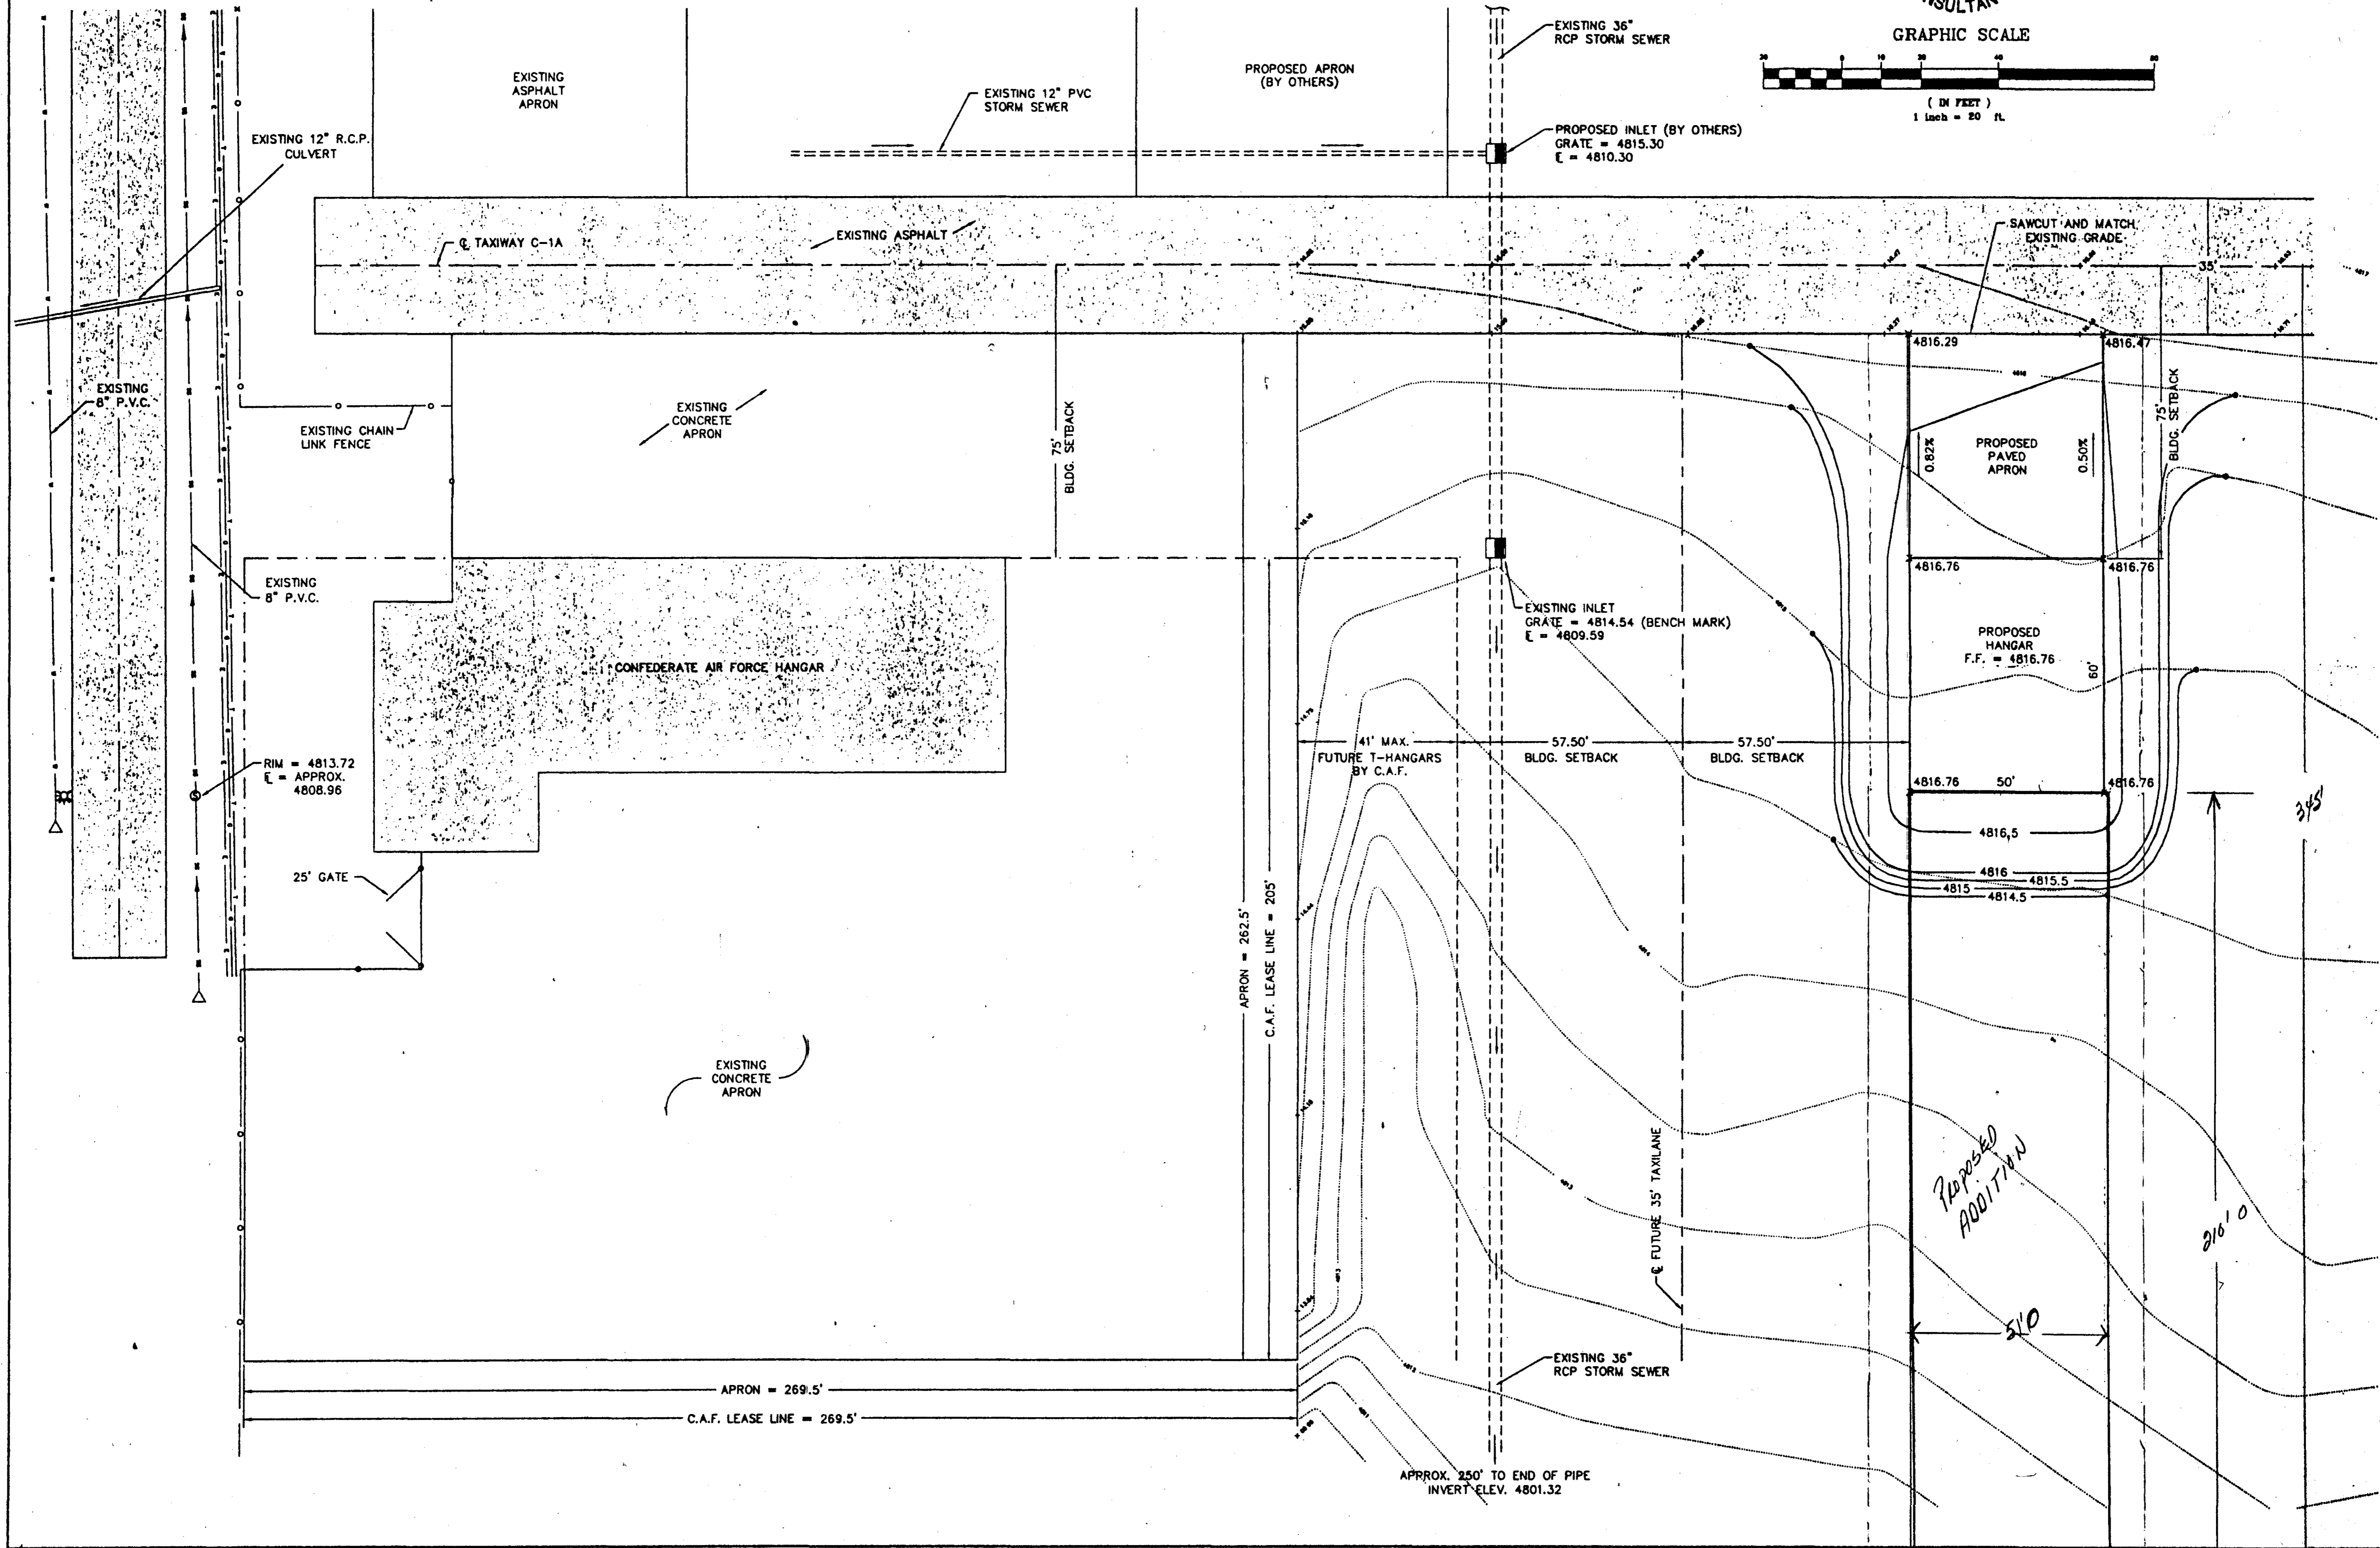 NSULTAN
GRAPHIC SCALE
20 0 10 20 40 80
( IN FEET )
1 inch = 20 ft.
EXISTING 36"
RCP STORM SEWER
EXISTING
ASPHALT
APRON
PROPOSED APRON
(BY OTHERS)
EXISTING 12" PVC
STORM SEWER
EXISTING 12" R.C.P.
CULVERT
PROPOSED INLET (BY OTHERS)
GRATE = 4815.30
℄ = 4810.30
SAWCUT AND MATCH
EXISTING GRADE
℄ TAXIWAY C-1A
EXISTING ASPHALT
35'
4816.29
4816.47
EXISTING
8" P.V.C.
EXISTING CHAIN
LINK FENCE
EXISTING
CONCRETE
APRON
75'
BLDG. SETBACK
0.82%
PROPOSED
PAVED
APRON
0.50%
75'
BLDG. SETBACK
4816.76
4816.76
EXISTING
8" P.V.C.
EXISTING INLET
GRATE = 4814.54 (BENCH MARK)
℄ = 4809.59
PROPOSED
HANGAR
F.F. = 4816.76
60'
CONFEDERATE AIR FORCE HANGAR
RIM = 4813.72
℄ = APPROX.
4808.96
41' MAX.
FUTURE T-HANGARS
BY C.A.F.
57.50'
BLDG. SETBACK
57.50'
BLDG. SETBACK
4816.76
50'
4816.76
345'
4816.5
4816
4815.5
4815
4814.5
25' GATE
APRON = 262.5'
C.A.F. LEASE LINE = 205'
EXISTING
CONCRETE
APRON
℄ FUTURE 35' TAXILANE
PROPOSED
ADDITION
210' 0
51'0
EXISTING 36"
RCP STORM SEWER
APRON = 269.5'
C.A.F. LEASE LINE = 269.5'
APPROX. 250' TO END OF PIPE
INVERT ELEV. 4801.32